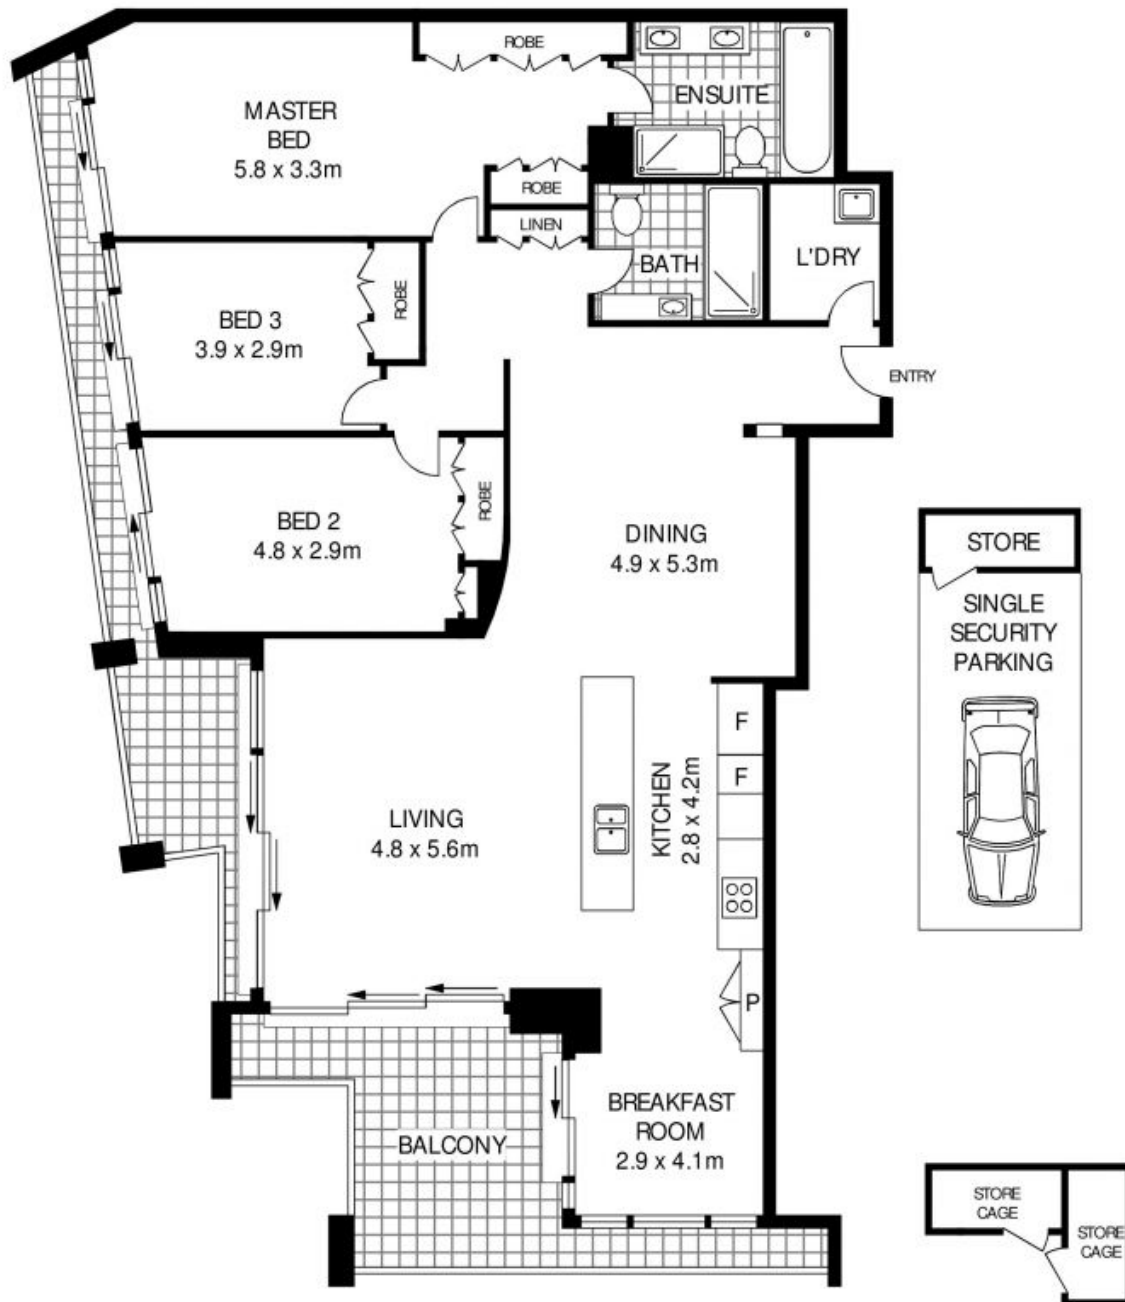 ROBE
ENSUITE
MASTER
BED
5.8 x 3.3m
ROBE
LINEN
BATH
L'DRY
ROBE
BED 3
3.9 x 2.9m
ENTRY
ROBE
BED 2
4.8 x 2.9m
DINING
4.9 x 5.3m
STORE
SINGLE
SECURITY
PARKING
F
F
KITCHEN
2.8 x 4.2m
LIVING
4.8 x 5.6m
P
BREAKFAST
ROOM
2.9 x 4.1m
BALCONY
STORE
CAGE
STORE
CAGE